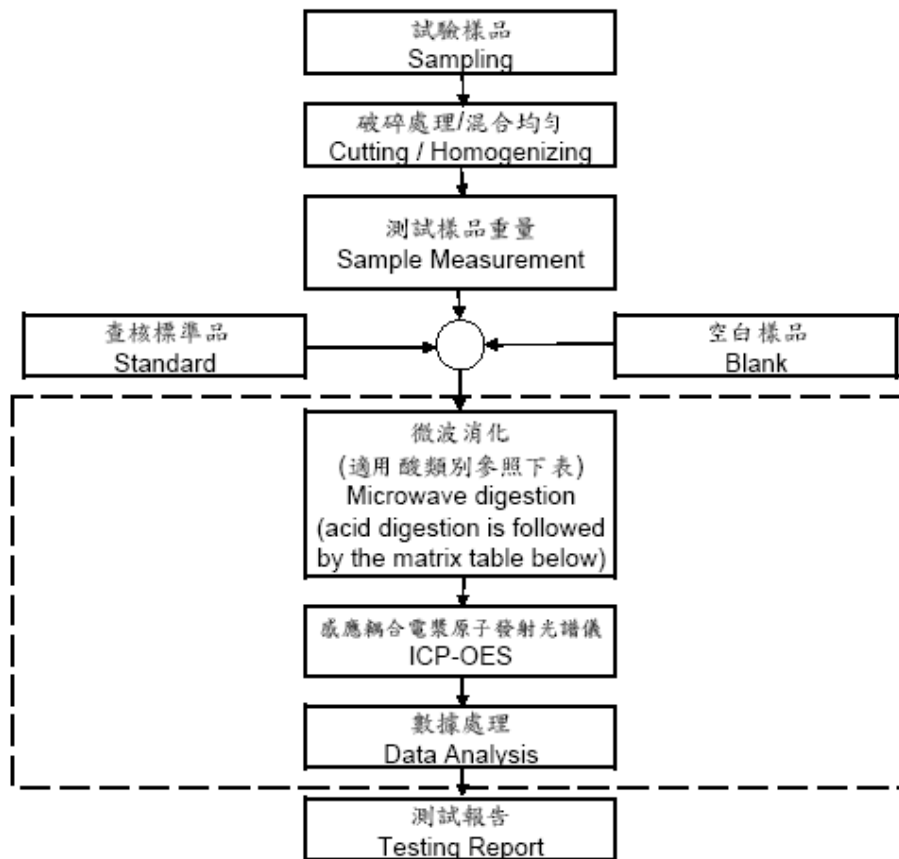 試驗樣品
Sampling
破碎處理/混合均勻
Cutting / Homogenizing
測試樣品重量
Sample Measurement
查核標準品
Standard
空白樣品
Blank
微波消化
(適用酸類別參照下表)
Microwave digestion
(acid digestion is followed
by the matrix table below)
感應耦合電漿原子發射光譜儀
ICP-OES
數據處理
Data Analysis
測試報告
Testing Report